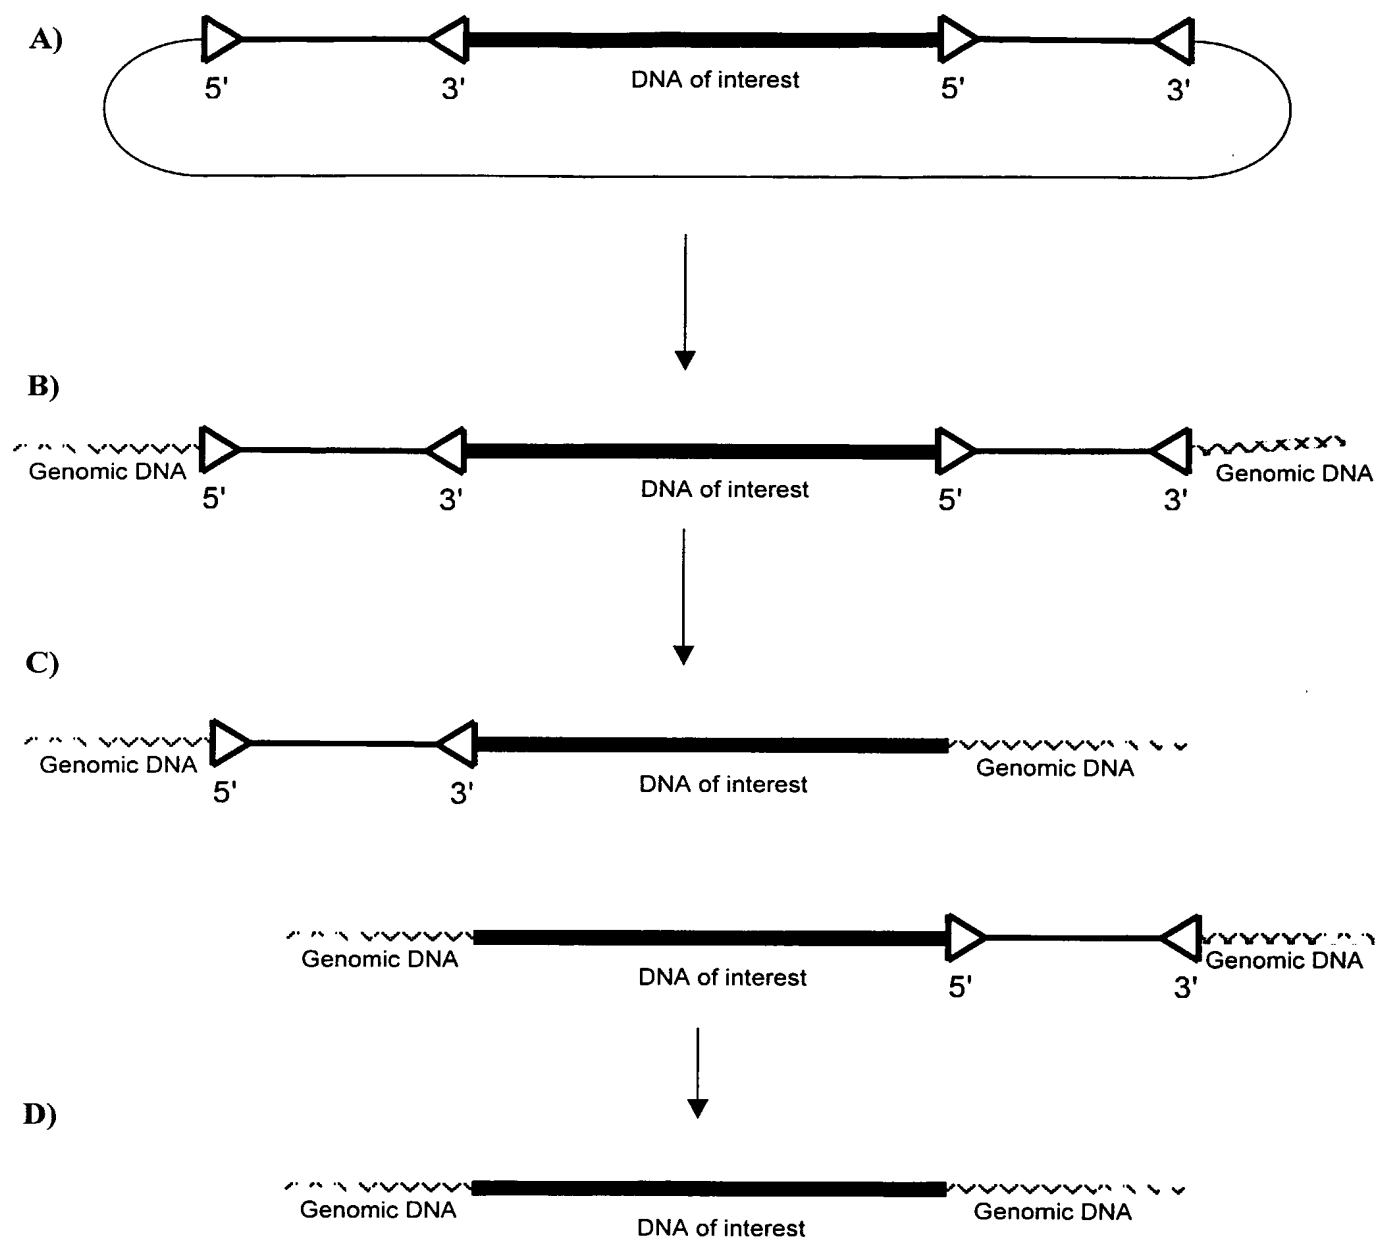 A)
5' 3' DNA of interest 5' 3'
B)
Genomic DNA 5' 3' DNA of interest 5' 3' Genomic DNA
C)
Genomic DNA 5' 3' DNA of interest Genomic DNA
Genomic DNA DNA of interest 5' 3' Genomic DNA
D)
Genomic DNA DNA of interest Genomic DNA